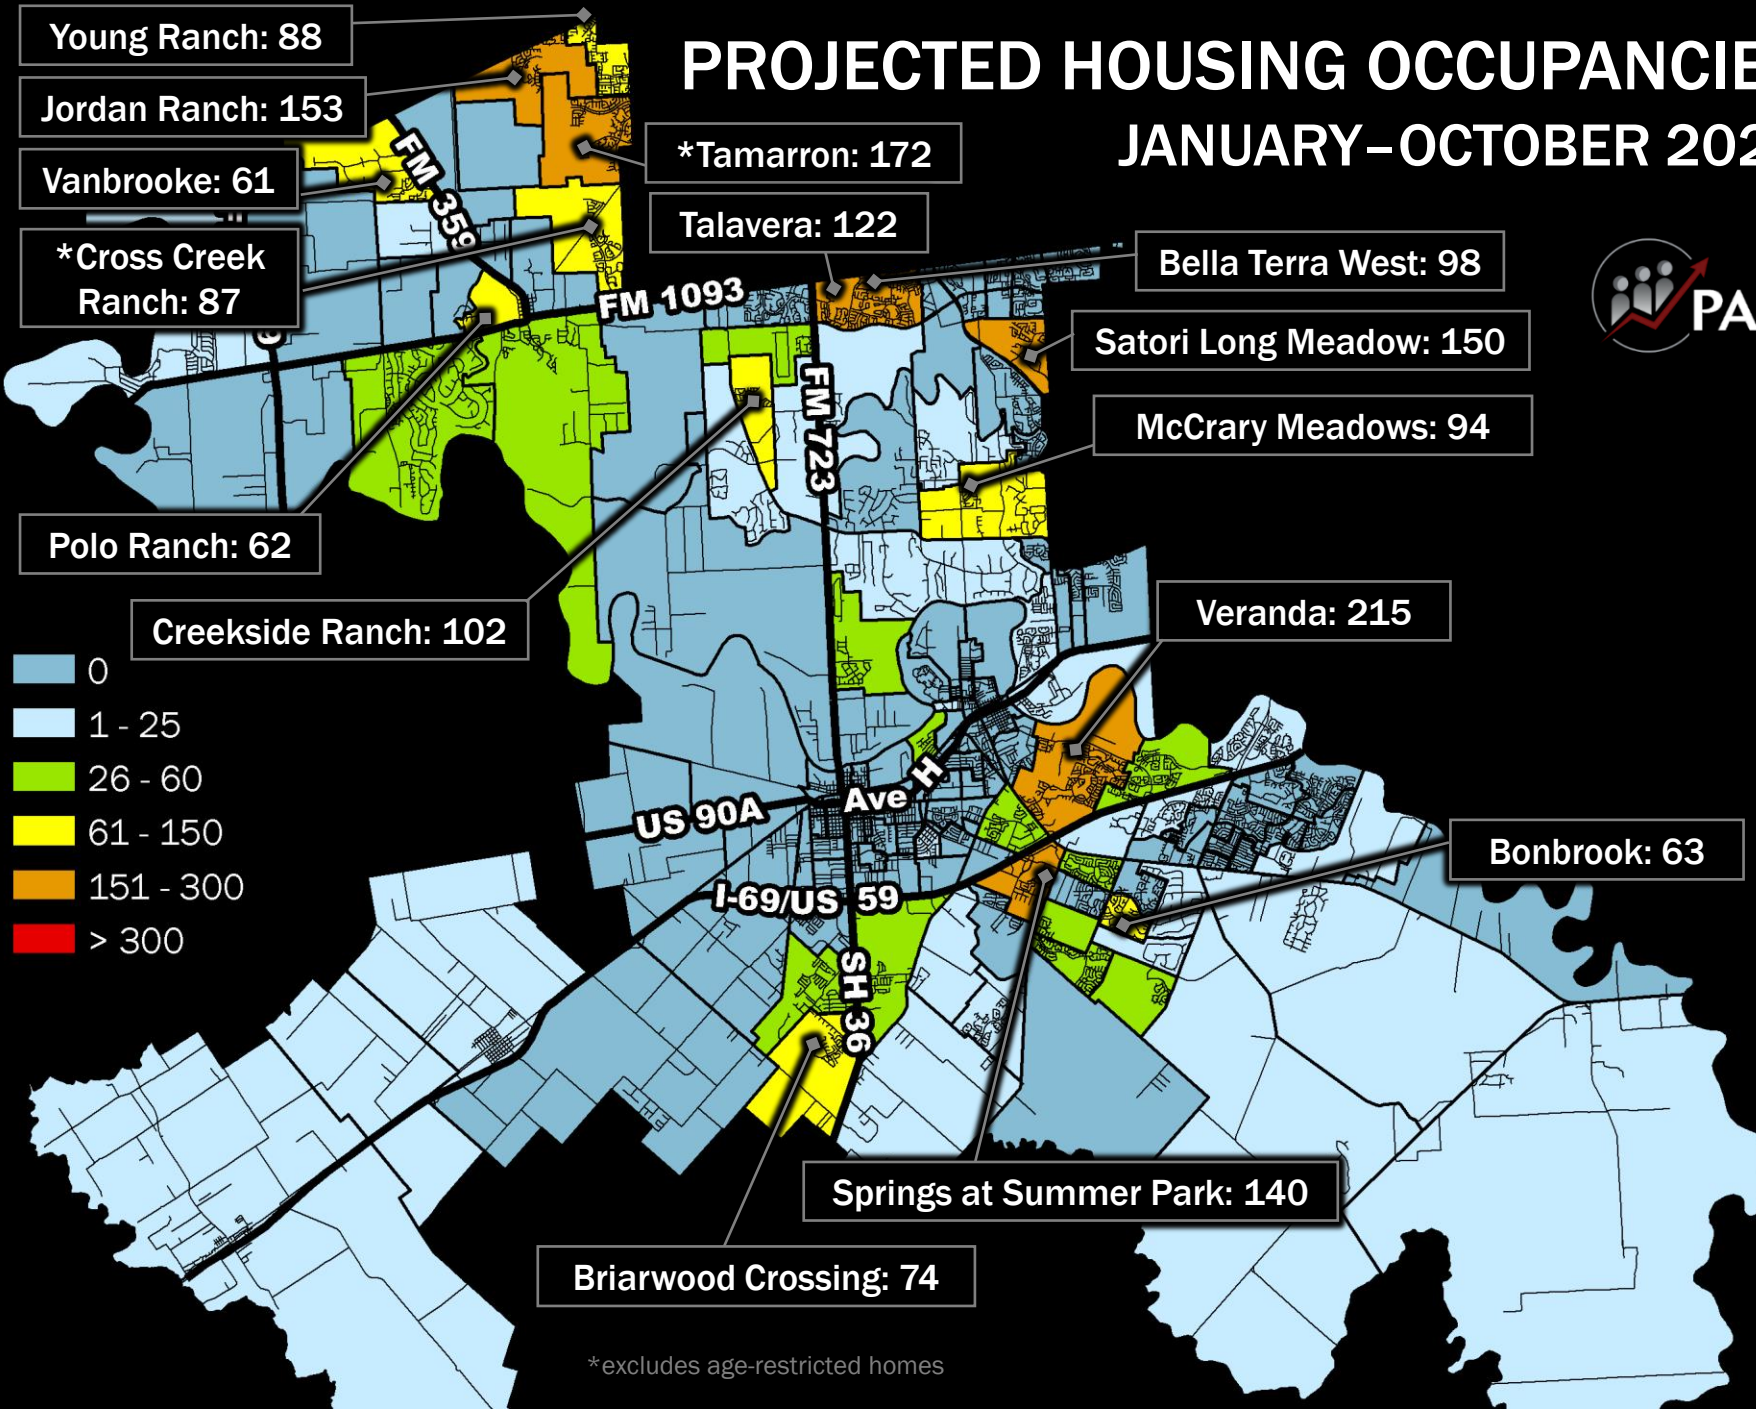 PROJECTED HOUSING OCCUPANCIE
JANUARY–OCTOBER 202
Young Ranch: 88
Jordan Ranch: 153
Vanbrooke: 61
*Cross Creek
Ranch: 87
*Tamarron: 172
Talavera: 122
Bella Terra West: 98
Satori Long Meadow: 150
McCrary Meadows: 94
PA
FM 359
FM 1093
FM 723
Polo Ranch: 62
Creekside Ranch: 102
Veranda: 215
0
1 - 25
26 - 60
61 - 150
151 - 300
> 300
US 90A
Ave H
I-69/US 59
SH 36
Bonbrook: 63
Springs at Summer Park: 140
Briarwood Crossing: 74
*excludes age-restricted homes